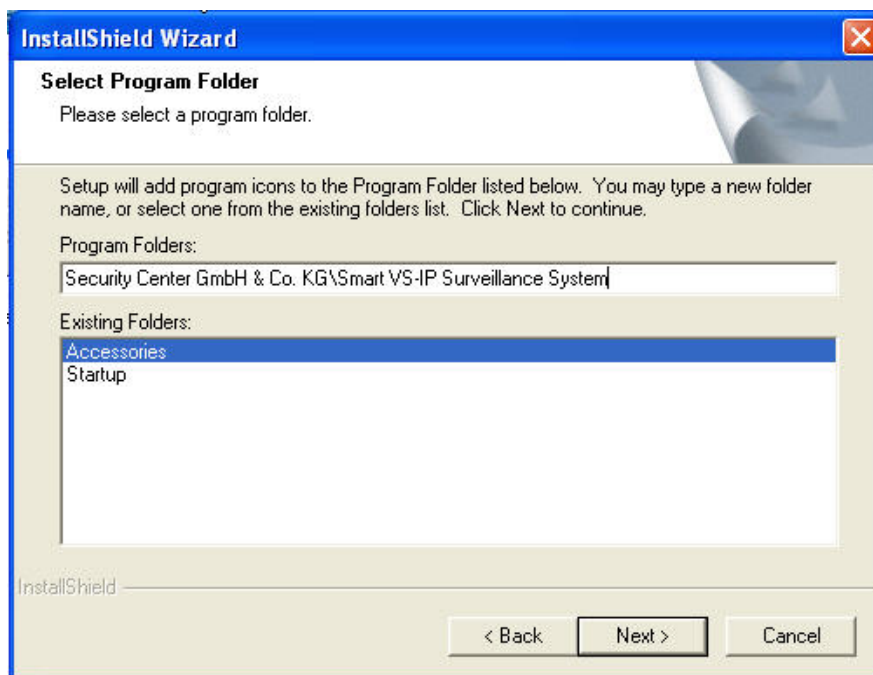 InstallShield Wizard
Select Program Folder
Please select a program folder.
Setup will add program icons to the Program Folder listed below.  You may type a new folder
name, or select one from the existing folders list.  Click Next to continue.
Program Folders:
Security Center GmbH & Co. KG\Smart VS-IP Surveillance System
Existing Folders:
Accessories
Startup
InstallShield
< Back
Next >
Cancel